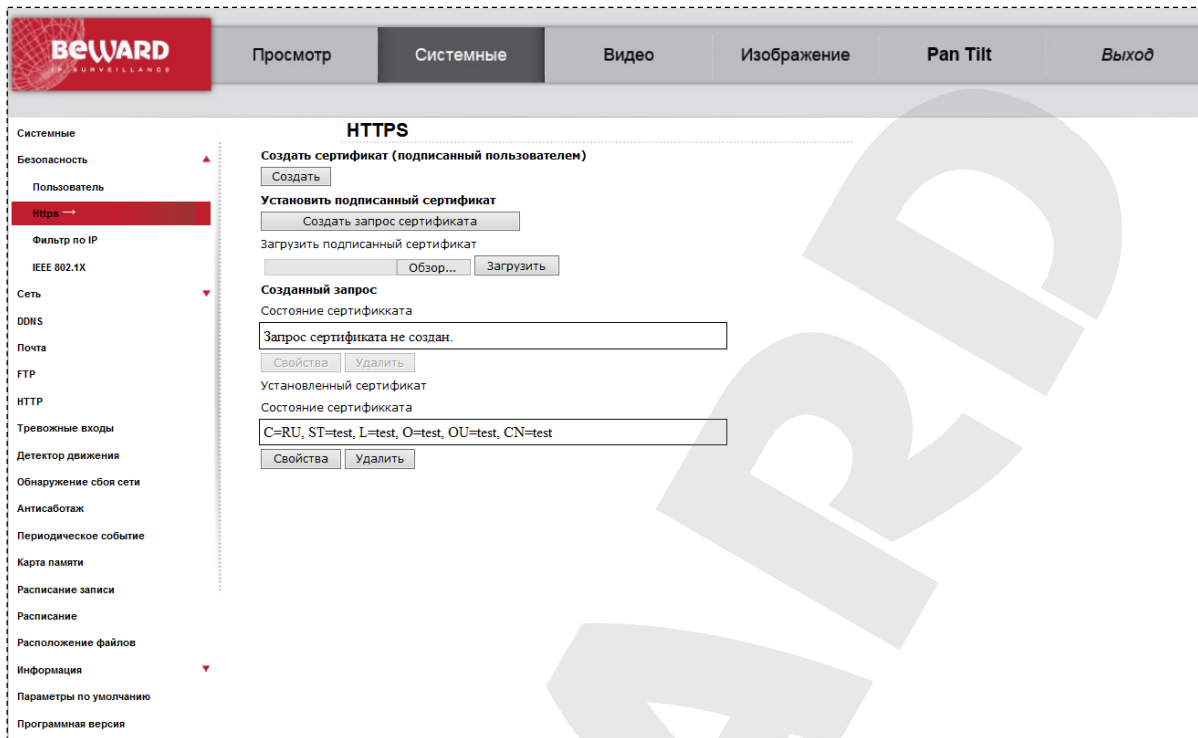 BEWARD
IP SURVEILLANCE
Просмотр
Системные
Видео
Изображение
Pan Tilt
Выход
Системные
Безопасность
Пользователь
Https →
Фильтр по IP
IEEE 802.1X
Сеть
DDNS
Почта
FTP
HTTP
Тревожные входы
Детектор движения
Обнаружение сбоя сети
Антисаботаж
Периодическое событие
Карта памяти
Расписание записи
Расписание
Расположение файлов
Информация
Параметры по умолчанию
Программная версия
HTTPS
Создать сертификат (подписанный пользователем)
Создать
Установить подписанный сертификат
Создать запрос сертификата
Загрузить подписанный сертификат
Обзор... Загрузить
Созданный запрос
Состояние сертификката
Запрос сертификата не создан.
Свойства Удалить
Установленный сертификат
Состояние сертификката
C=RU, ST=test, L=test, O=test, OU=test, CN=test
Свойства Удалить
ARD